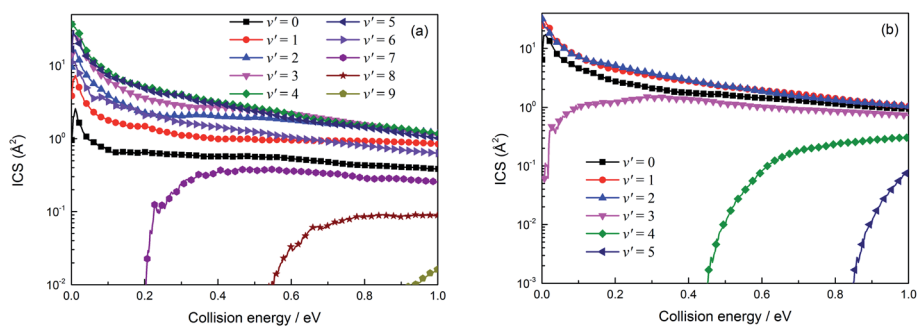 (a)
v' = 0
v' = 5
v' = 1
v' = 6
v' = 2
v' = 7
v' = 3
v' = 8
v' = 4
v' = 9
10¹
10⁰
10⁻¹
10⁻²
ICS (Å²)
0.0 0.2 0.4 0.6 0.8 1.0
Collision energy / eV
(b)
10¹
10⁰
10⁻¹
10⁻²
10⁻³
ICS (Å²)
v' = 0
v' = 1
v' = 2
v' = 3
v' = 4
v' = 5
0.0 0.2 0.4 0.6 0.8 1.0
Collision energy / eV